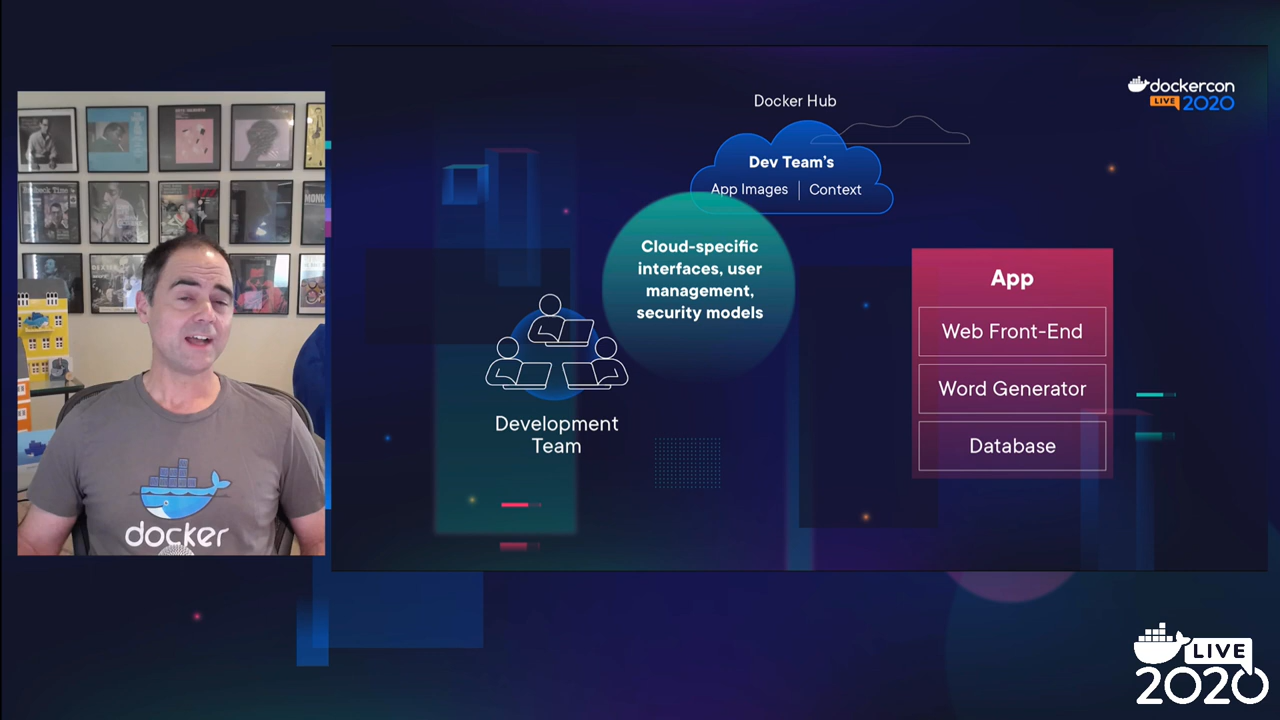 Docker Hub
dockercon
LIVE 2020
Dev Team's
App Images | Context
Cloud-specific
interfaces, user
management,
security models
App
Web Front-End
Word Generator
Database
Development
Team
docker
LIVE
2020